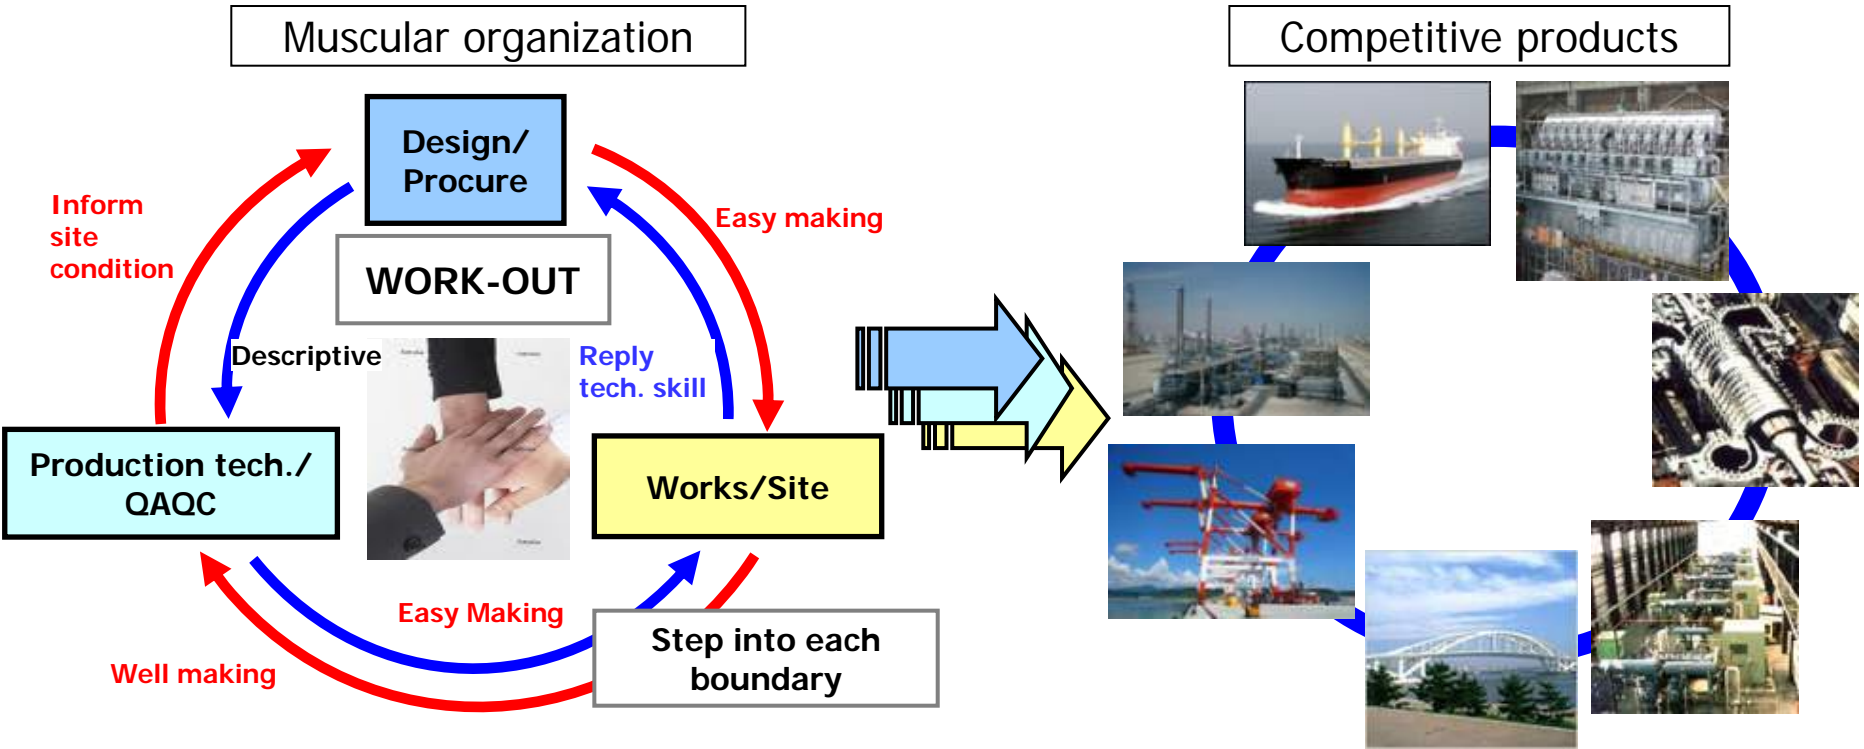 Muscular organization
Competitive products
Design/
Procure
Inform
site
condition
Easy making
WORK-OUT
Descriptive
Reply
tech. skill
Production tech./
QAQC
Works/Site
Easy Making
Well making
Step into each
boundary